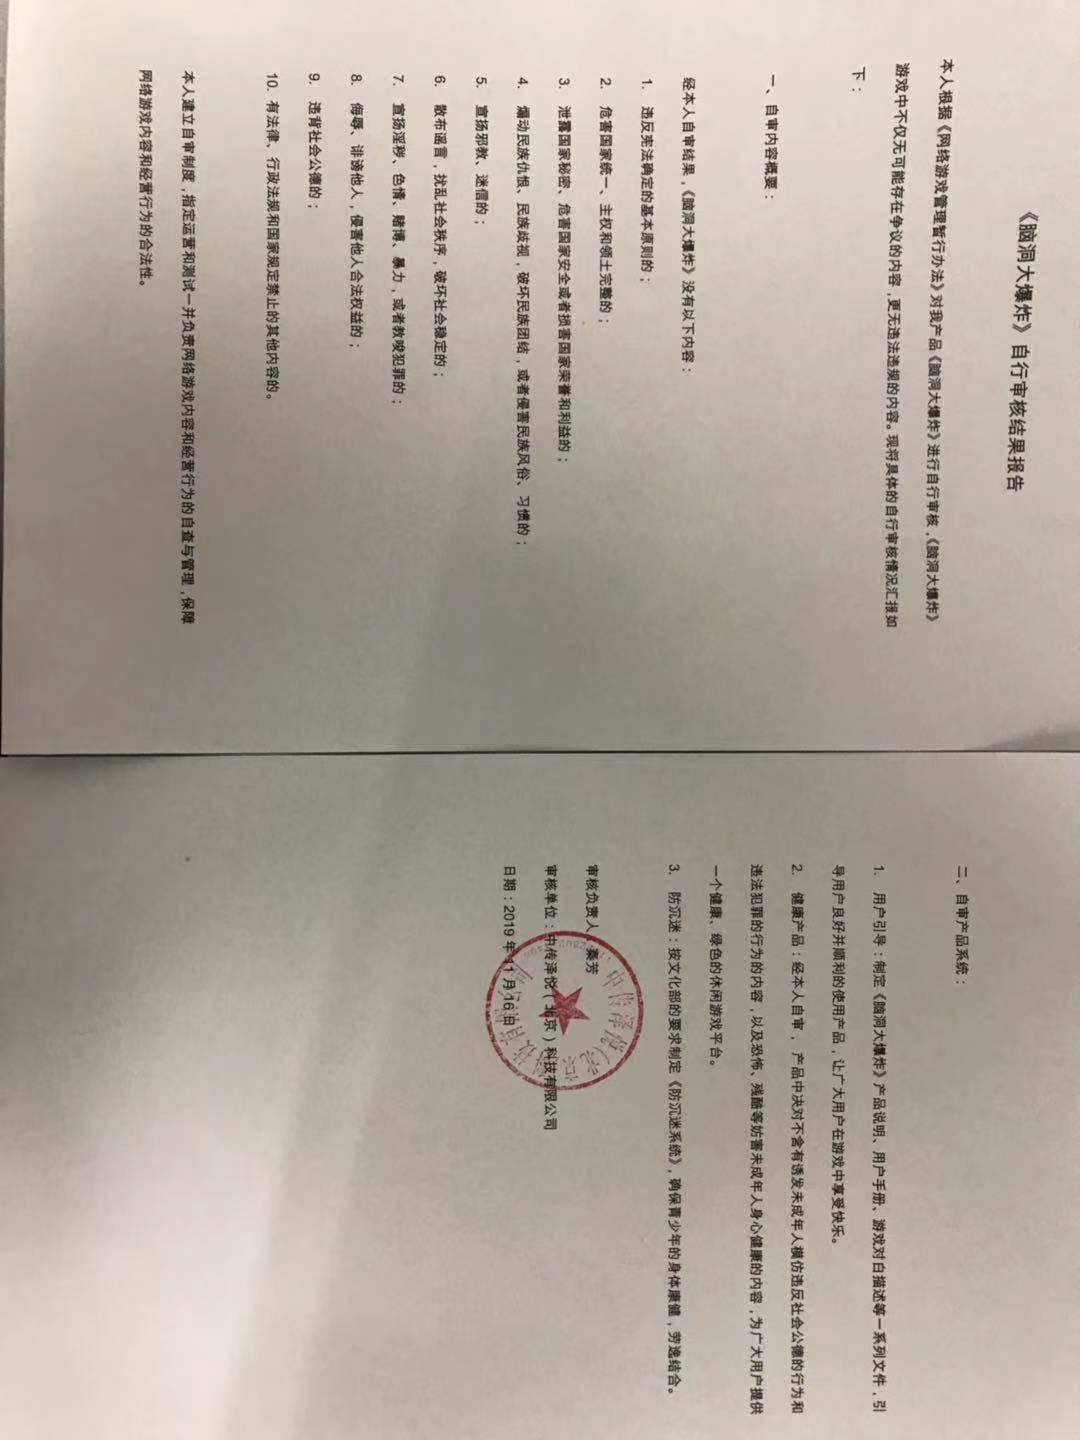 《脑洞大爆炸》自行审核结果报告
本人根据《网络游戏管理暂行办法》对我产品《脑洞大爆炸》进行自行审核，《脑洞大爆炸》
游戏中不仅无可能存在争议的内容，更无违法违规的内容。现将具体的自行审核情况汇报如
下：
一、自审内容概要：
经本人自审结果，《脑洞大爆炸》没有以下内容：
1. 违反宪法确定的基本原则的；
2. 危害国家统一、主权和领土完整的；
3. 泄露国家秘密、危害国家安全或者损害国家荣誉和利益的；
4. 煽动民族仇恨、民族歧视，破坏民族团结，或者侵害民族风俗、习惯的；
5. 宣扬邪教、迷信的；
6. 散布谣言，扰乱社会秩序，破坏社会稳定的；
7. 宣扬淫秽、色情、赌博、暴力，或者教唆犯罪的；
8. 侮辱、诽谤他人，侵害他人合法权益的；
9. 违背社会公德的；
10. 有法律、行政法规和国家规定禁止的其他内容的。
本人建立自审制度，指定运营和测试一并负责网络游戏内容和经营行为的自查与管理，保障
网络游戏内容和经营行为的合法性。
二、自审产品系统：
1. 用户引导：制定《脑洞大爆炸》产品说明、用户手册、游戏对白描述等一系列文件，引
导用户良好并顺利的使用产品，让广大用户在游戏中享受快乐。
2. 健康产品：经本人自审，产品中决对不含有诱发未成年人模仿违反社会公德的行为和
违法犯罪的行为的内容，以及恐怖、残酷等妨害未成年人身心健康的内容，为广大用户提供
一个健康、绿色的休闲游戏平台。
3. 防沉迷：按文化部的要求制定《防沉迷系统》，确保青少年的身体康健，劳逸结合。
审核负责人：秦芳
审核单位：中传泽悦（北京）科技有限公司
日期：2019年11月16日
中传泽悦（北京）科技有限公司